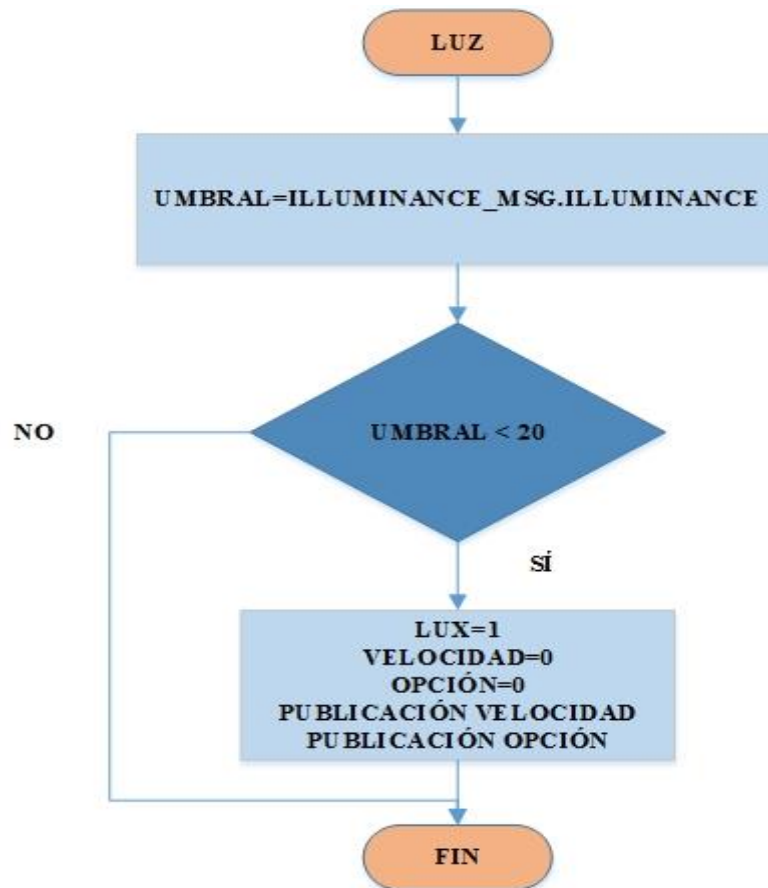 LUZ
UMBRAL=ILLUMINANCE_MSG.ILLUMINANCE
UMBRAL < 20
NO
SÍ
LUX=1
VELOCIDAD=0
OPCIÓN=0
PUBLICACIÓN VELOCIDAD
PUBLICACIÓN OPCIÓN
FIN